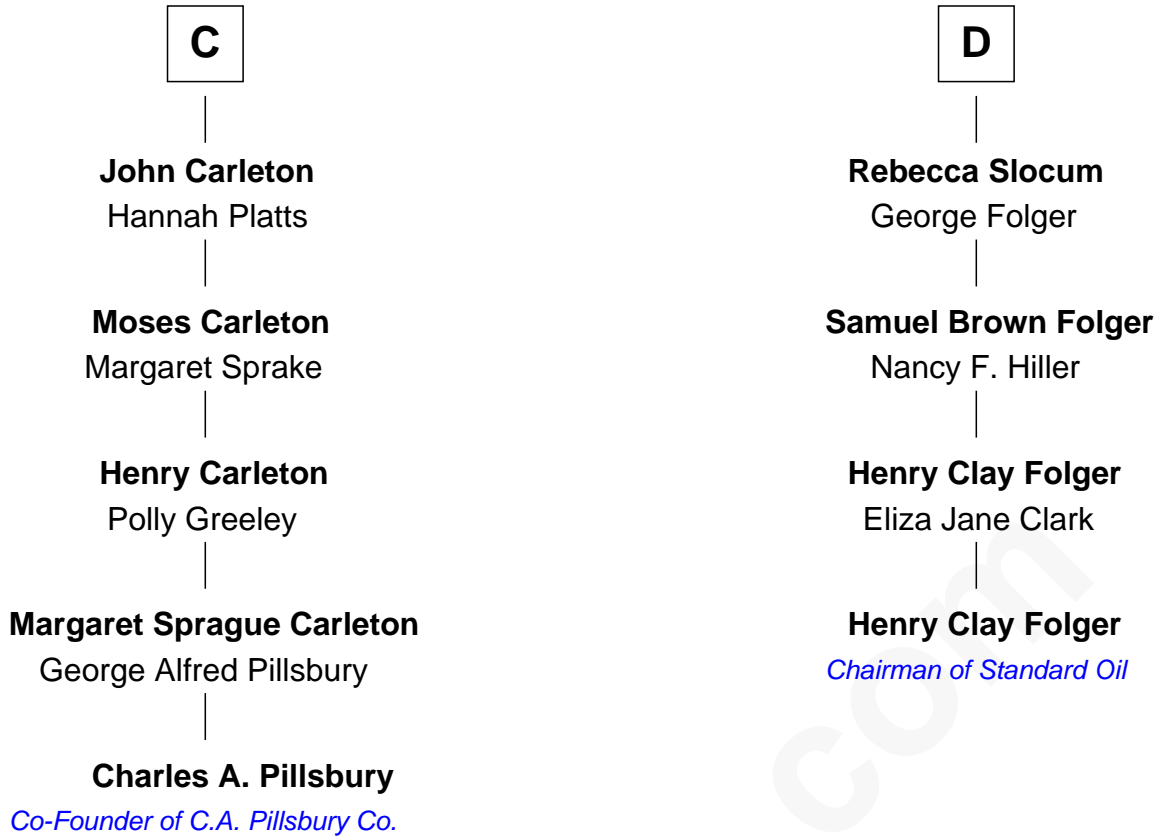 C
John Carleton
Hannah Platts
Moses Carleton
Margaret Sprake
Henry Carleton
Polly Greeley
Margaret Sprague Carleton
George Alfred Pillsbury
Charles A. Pillsbury
Co-Founder of C.A. Pillsbury Co.
D
Rebecca Slocum
George Folger
Samuel Brown Folger
Nancy F. Hiller
Henry Clay Folger
Eliza Jane Clark
Henry Clay Folger
Chairman of Standard Oil
com